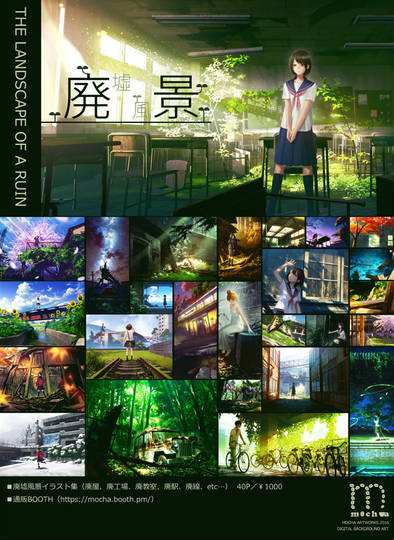 THE LANDSCAPE OF A RUIN
廃墟風景
■廃墟風景イラスト集（廃屋、廃工場、廃教室、廃駅、廃線、etc…） 40P／￥1000
■通販BOOTH（https://mocha.booth.pm/）
m
mocha
MOCHA ARTWORKS 2016
DIGITAL BACKGROUND ART